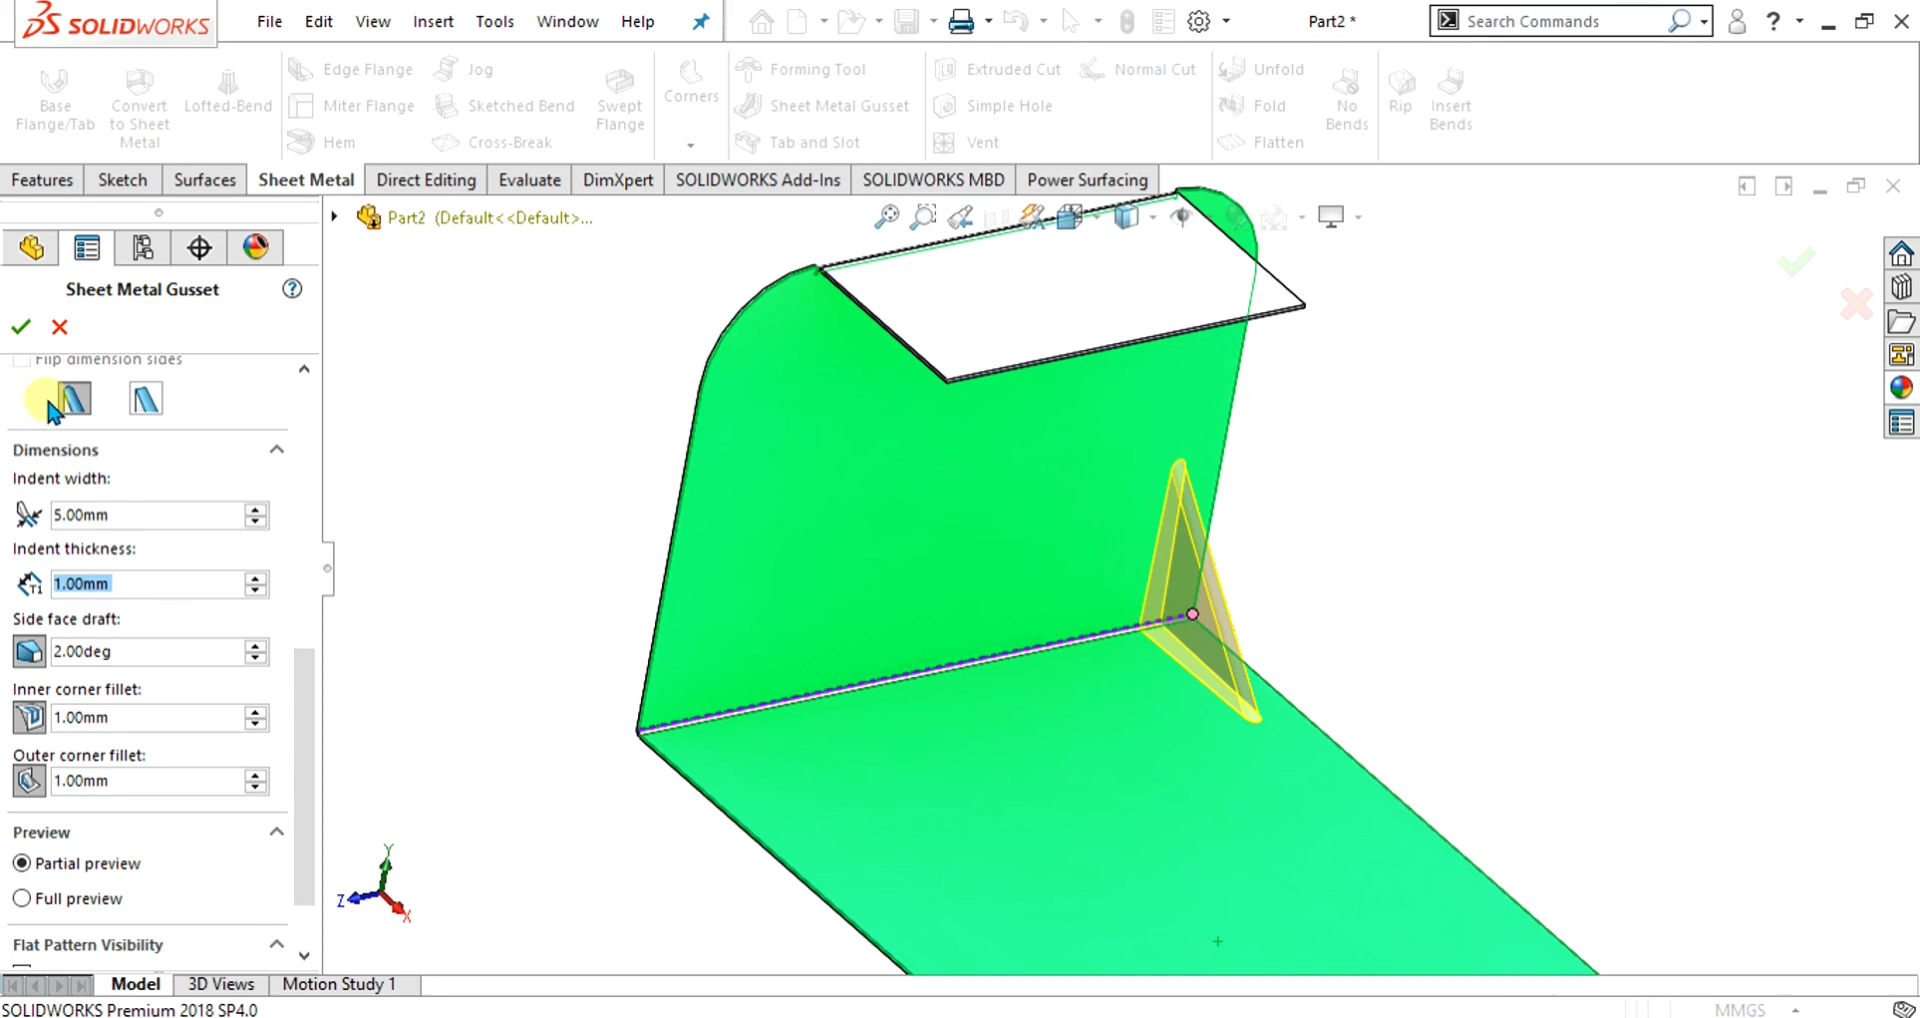 SOLIDWORKS
File Edit View Insert Tools Window Help
Part2 *
Search Commands
?
Base Flange/Tab
Convert to Sheet Metal
Lofted-Bend
Edge Flange
Miter Flange
Hem
Jog
Sketched Bend
Cross-Break
Swept Flange
Corners
Forming Tool
Sheet Metal Gusset
Tab and Slot
Extruded Cut
Simple Hole
Vent
Normal Cut
Unfold
Fold
Flatten
No Bends
Rip
Insert Bends
Features Sketch Surfaces Sheet Metal Direct Editing Evaluate DimXpert SOLIDWORKS Add-Ins SOLIDWORKS MBD Power Surfacing
Part2 (Default<<Default>...
Sheet Metal Gusset
?
Flip dimension sides
Dimensions
Indent width:
5.00mm
Indent thickness:
T1
1.00mm
Side face draft:
2.00deg
Inner corner fillet:
1.00mm
Outer corner fillet:
1.00mm
Preview
Partial preview
Full preview
Flat Pattern Visibility
Y
Z
X
Model 3D Views Motion Study 1
SOLIDWORKS Premium 2018 SP4.0
MMGS